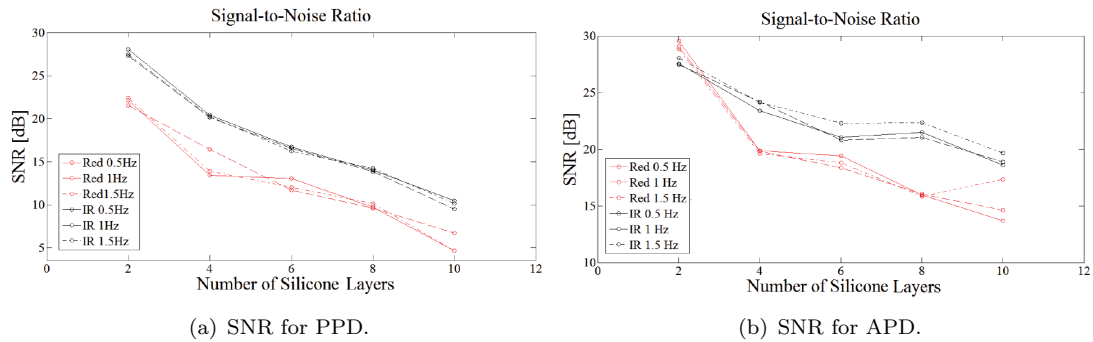 Signal-to-Noise Ratio
30
25
20
15
10
5
SNR [dB]
Red 0.5Hz
Red 1Hz
Red1.5Hz
IR 0.5Hz
IR 1Hz
IR 1.5Hz
0 2 4 6 8 10 12
Number of Silicone Layers
(a) SNR for PPD.
Signal-to-Noise Ratio
30
25
20
15
10
SNR [dB]
Red 0.5 Hz
Red 1 Hz
Red 1.5 Hz
IR 0.5 Hz
IR 1 Hz
IR 1.5 Hz
0 2 4 6 8 10 12
Number of Silicone Layers
(b) SNR for APD.